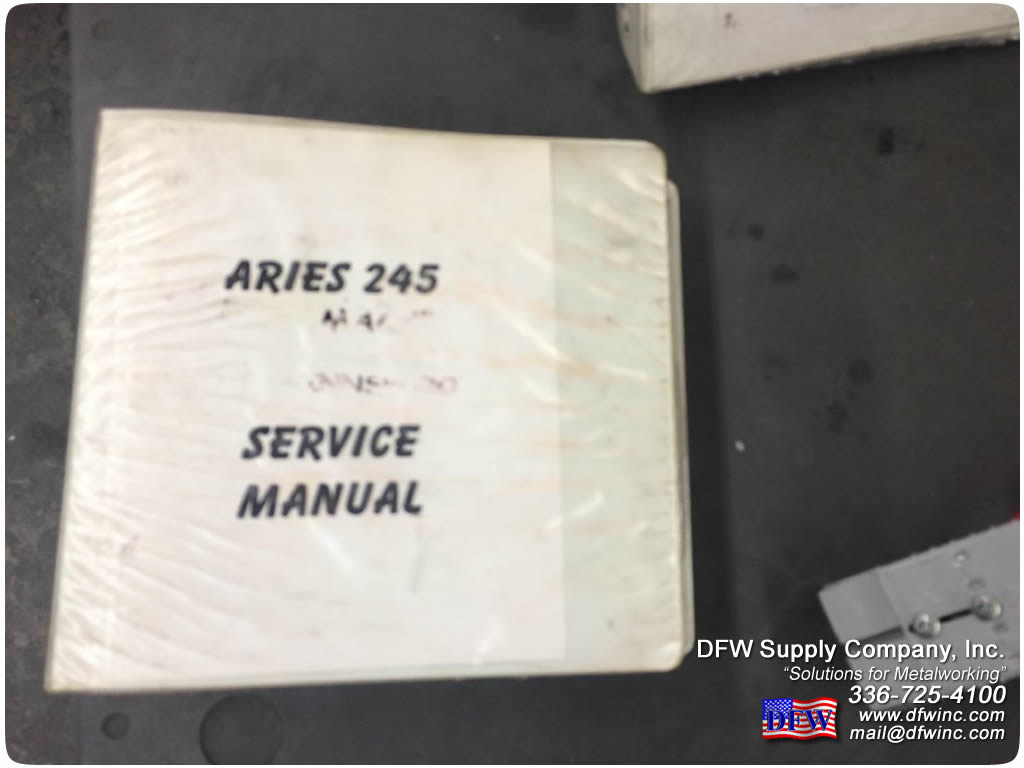 ARIES 245
SERVICE
MANUAL
DFW Supply Company, Inc.
“Solutions for Metalworking”
336-725-4100
DFW
www.dfwinc.com
mail@dfwinc.com